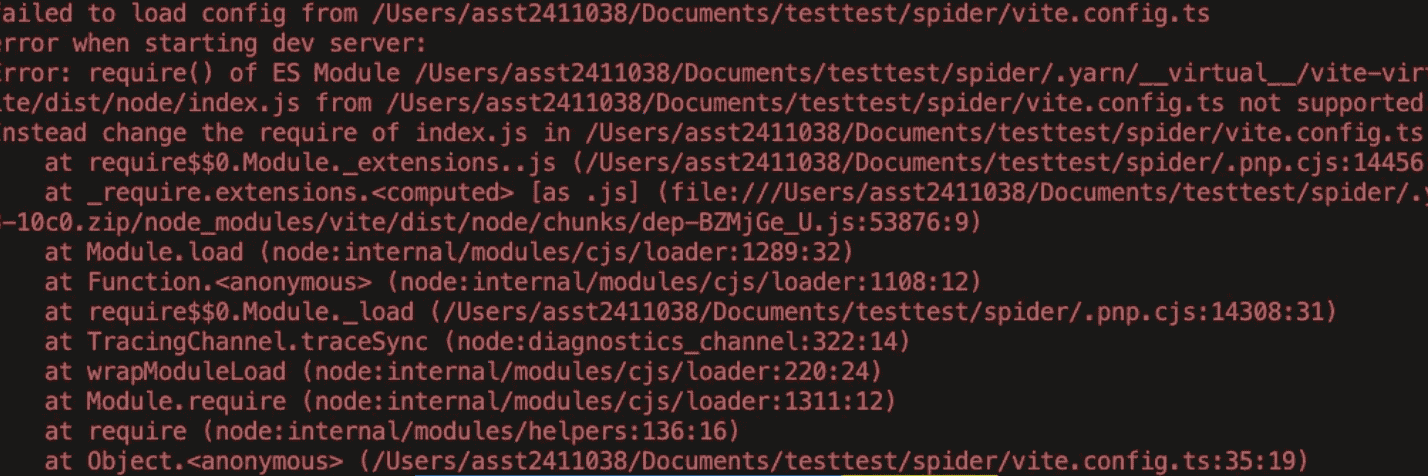 ailed to load config from /Users/asst2411038/Documents/testtest/spider/vite.config.ts
error when starting dev server:
Error: require() of ES Module /Users/asst2411038/Documents/testtest/spider/.yarn/__virtual__/vite-virt
ite/dist/node/index.js from /Users/asst2411038/Documents/testtest/spider/vite.config.ts not supported
Instead change the require of index.js in /Users/asst2411038/Documents/testtest/spider/vite.config.ts
at require$$0.Module._extensions..js (/Users/asst2411038/Documents/testtest/spider/.pnp.cjs:14456
at _require.extensions.<computed> [as .js] (file:///Users/asst2411038/Documents/testtest/spider/.y
-10c0.zip/node_modules/vite/dist/node/chunks/dep-BZMjGe_U.js:53876:9)
at Module.load (node:internal/modules/cjs/loader:1289:32)
at Function.<anonymous> (node:internal/modules/cjs/loader:1108:12)
at require$$0.Module._load (/Users/asst2411038/Documents/testtest/spider/.pnp.cjs:14308:31)
at TracingChannel.traceSync (node:diagnostics_channel:322:14)
at wrapModuleLoad (node:internal/modules/cjs/loader:220:24)
at Module.require (node:internal/modules/cjs/loader:1311:12)
at require (node:internal/modules/helpers:136:16)
at Object.<anonymous> (/Users/asst2411038/Documents/testtest/spider/vite.config.ts:35:19)